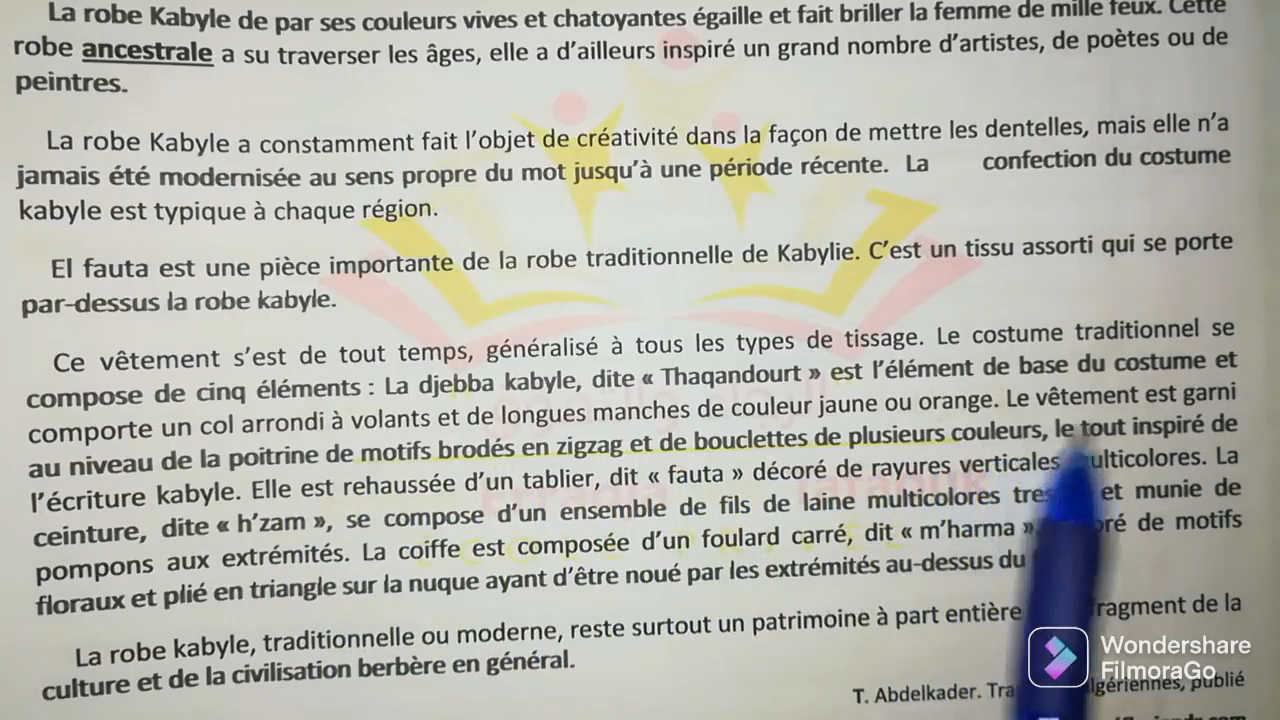 La robe Kabyle de par ses couleurs vives et chatoyantes égaille et fait briller la femme de mille feux. Cette
robe ancestrale a su traverser les âges, elle a d'ailleurs inspiré un grand nombre d'artistes, de poètes ou de
peintres.
La robe Kabyle a constamment fait l'objet de créativité dans la façon de mettre les dentelles, mais elle n'a
jamais été modernisée au sens propre du mot jusqu'à une période récente. La confection du costume
kabyle est typique à chaque région.
El fauta est une pièce importante de la robe traditionnelle de Kabylie. C'est un tissu assorti qui se porte
par-dessus la robe kabyle.
Ce vêtement s'est de tout temps, généralisé à tous les types de tissage. Le costume traditionnel se
compose de cinq éléments : La djebba kabyle, dite « Thaqandourt » est l'élément de base du costume et
comporte un col arrondi à volants et de longues manches de couleur jaune ou orange. Le vêtement est garni
au niveau de la poitrine de motifs brodés en zigzag et de bouclettes de plusieurs couleurs, le tout inspiré de
l'écriture kabyle. Elle est rehaussée d'un tablier, dit « fauta » décoré de rayures verticales multicolores. La
ceinture, dite « h'zam », se compose d'un ensemble de fils de laine multicolores et munie de
pompons aux extrémités. La coiffe est composée d'un foulard carré, dit « m'harma », de motifs
floraux et plié en triangle sur la nuque ayant d'être noué par les extrémités au-dessus du
La robe kabyle, traditionnelle ou moderne, reste surtout un patrimoine à part entière fragment de la
culture et de la civilisation berbère en général.
T. Abdelkader. publié
Wondershare
FilmoraGo